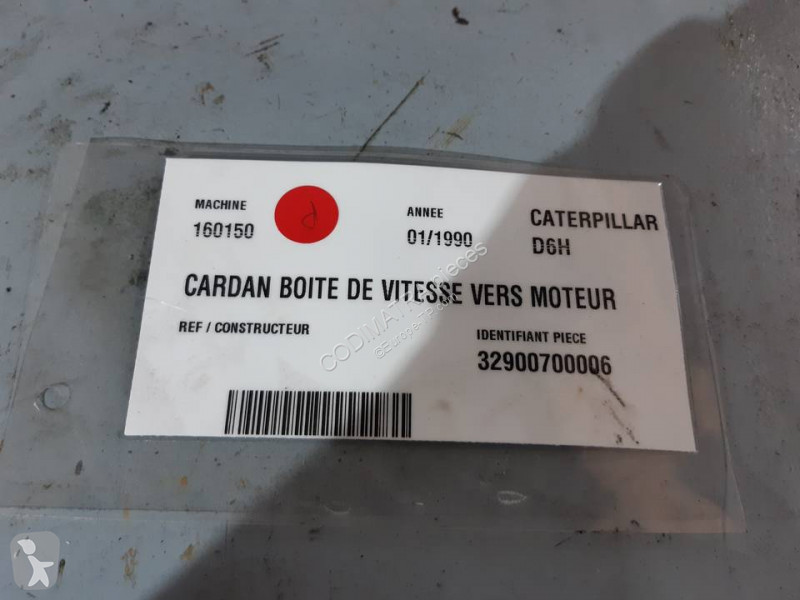 MACHINE
160150
ANNEE
01/1990
CATERPILLAR
D6H
CARDAN BOITE DE VITESSE VERS MOTEUR
REF / CONSTRUCTEUR
IDENTIFIANT PIECE
32900700006